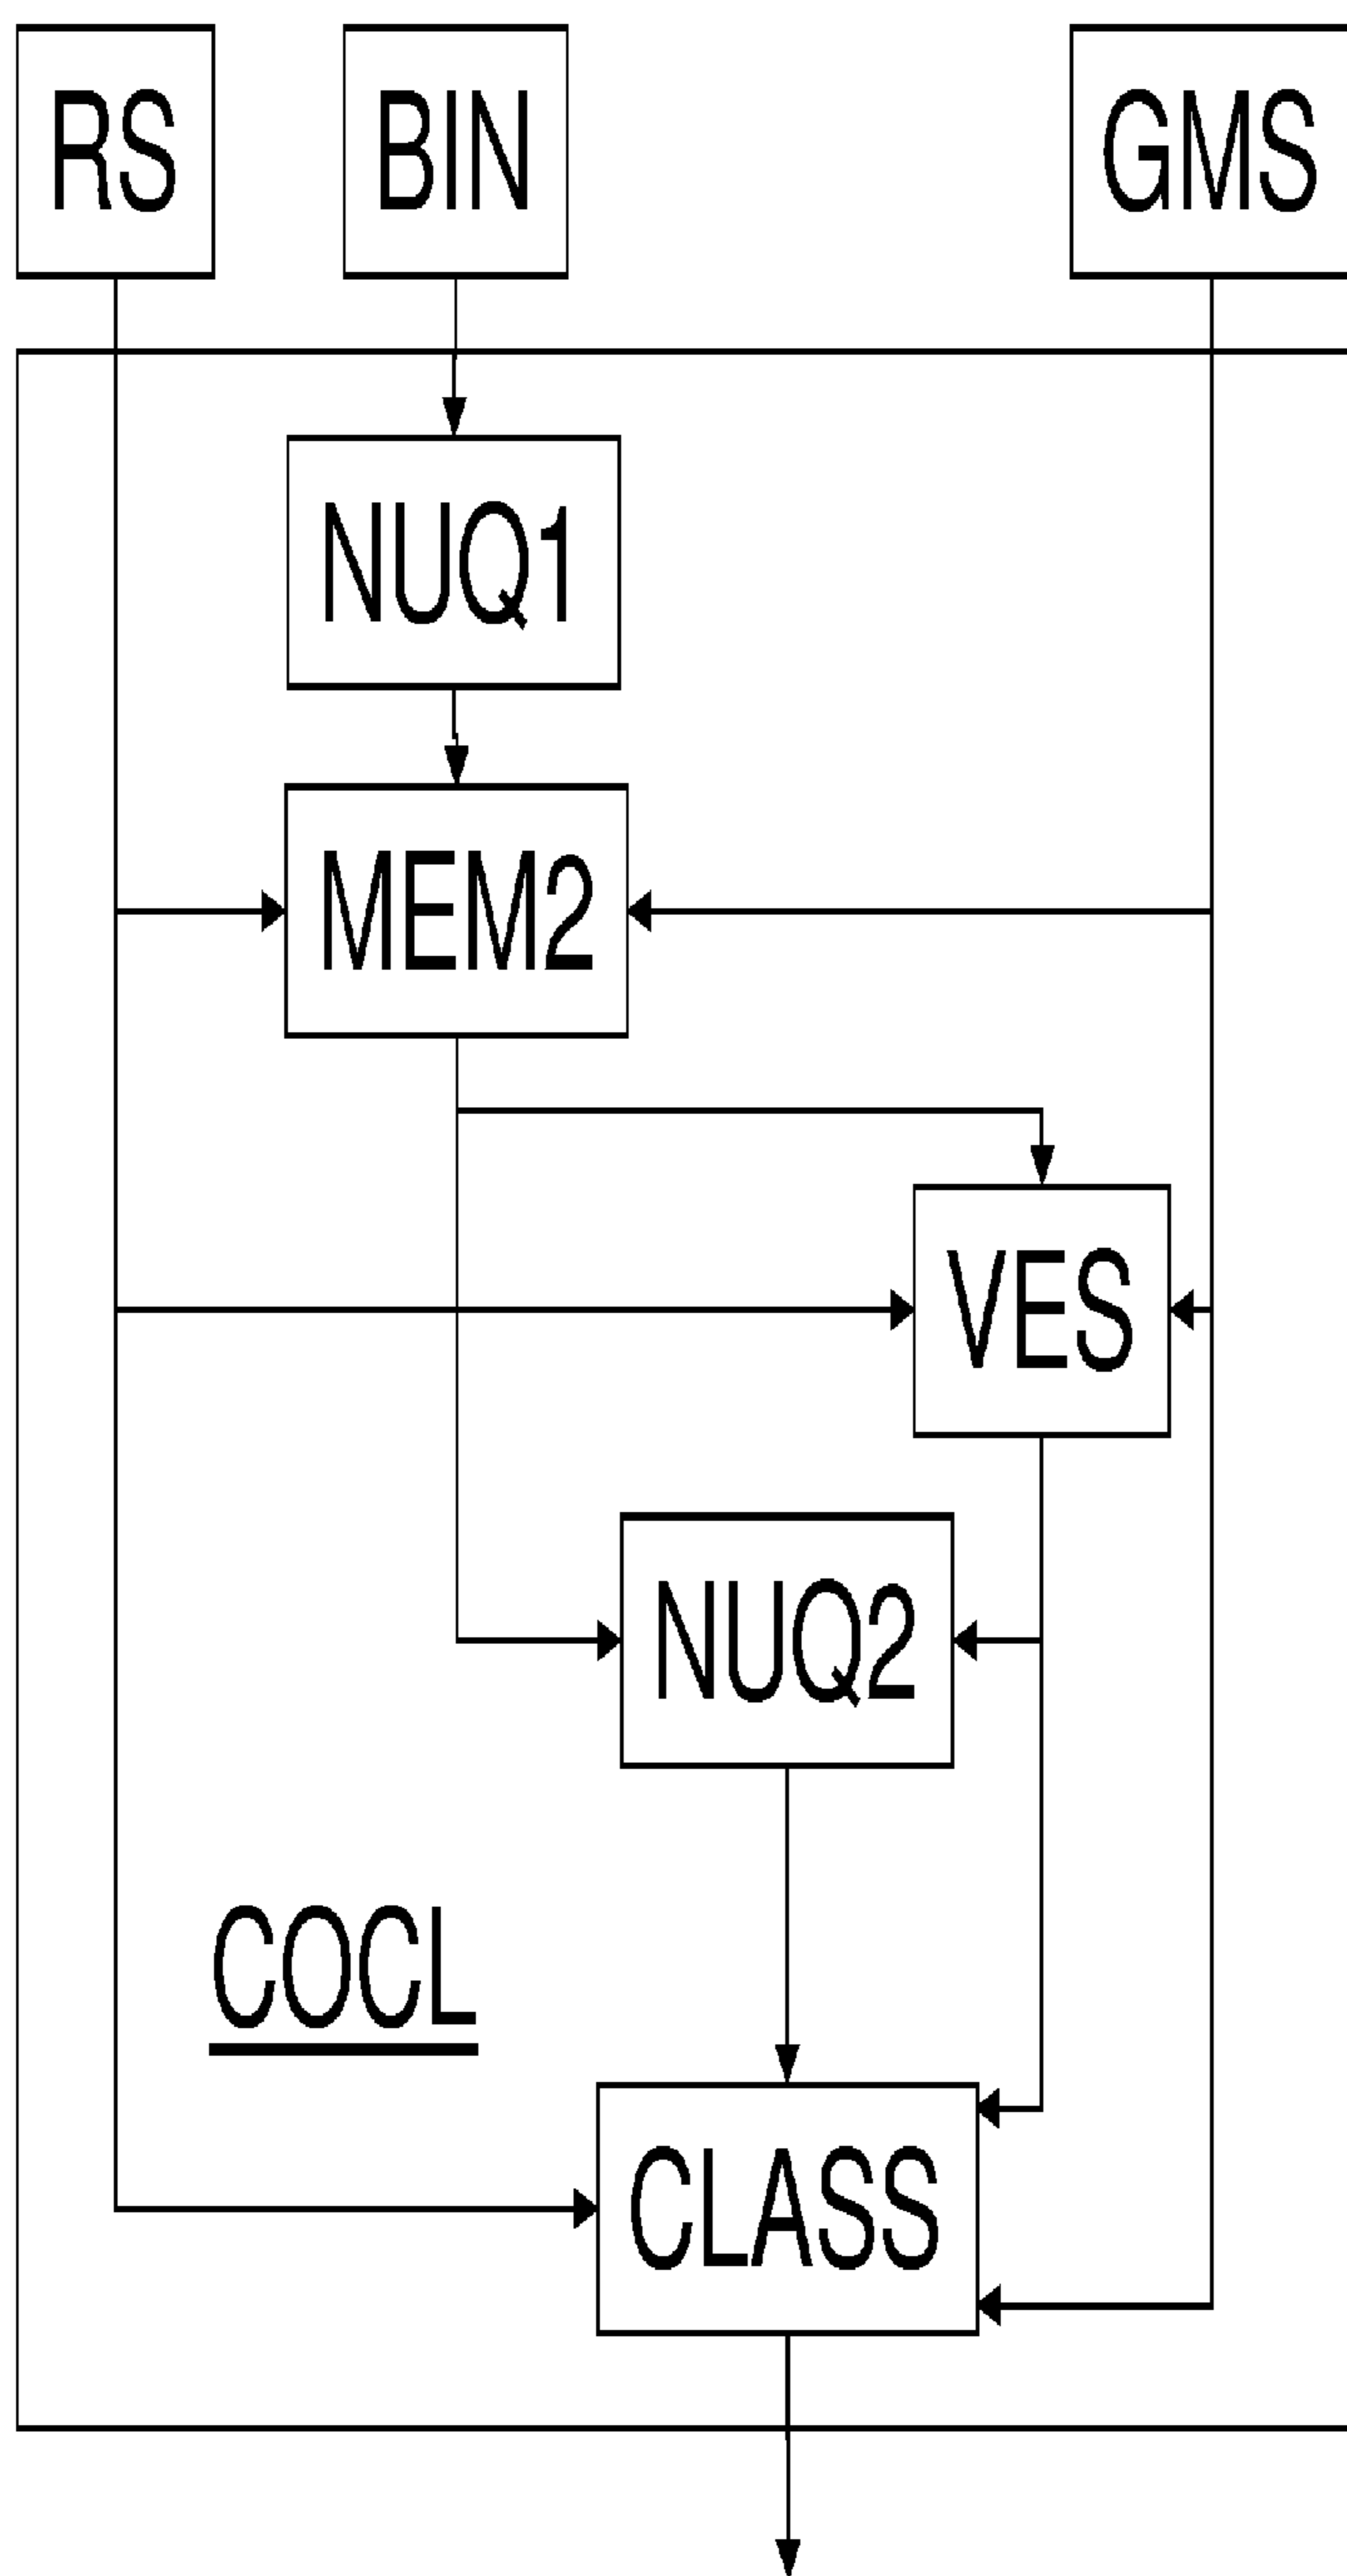 RS BIN GMS
NUQ1
MEM2
VES
NUQ2
COCL
CLASS